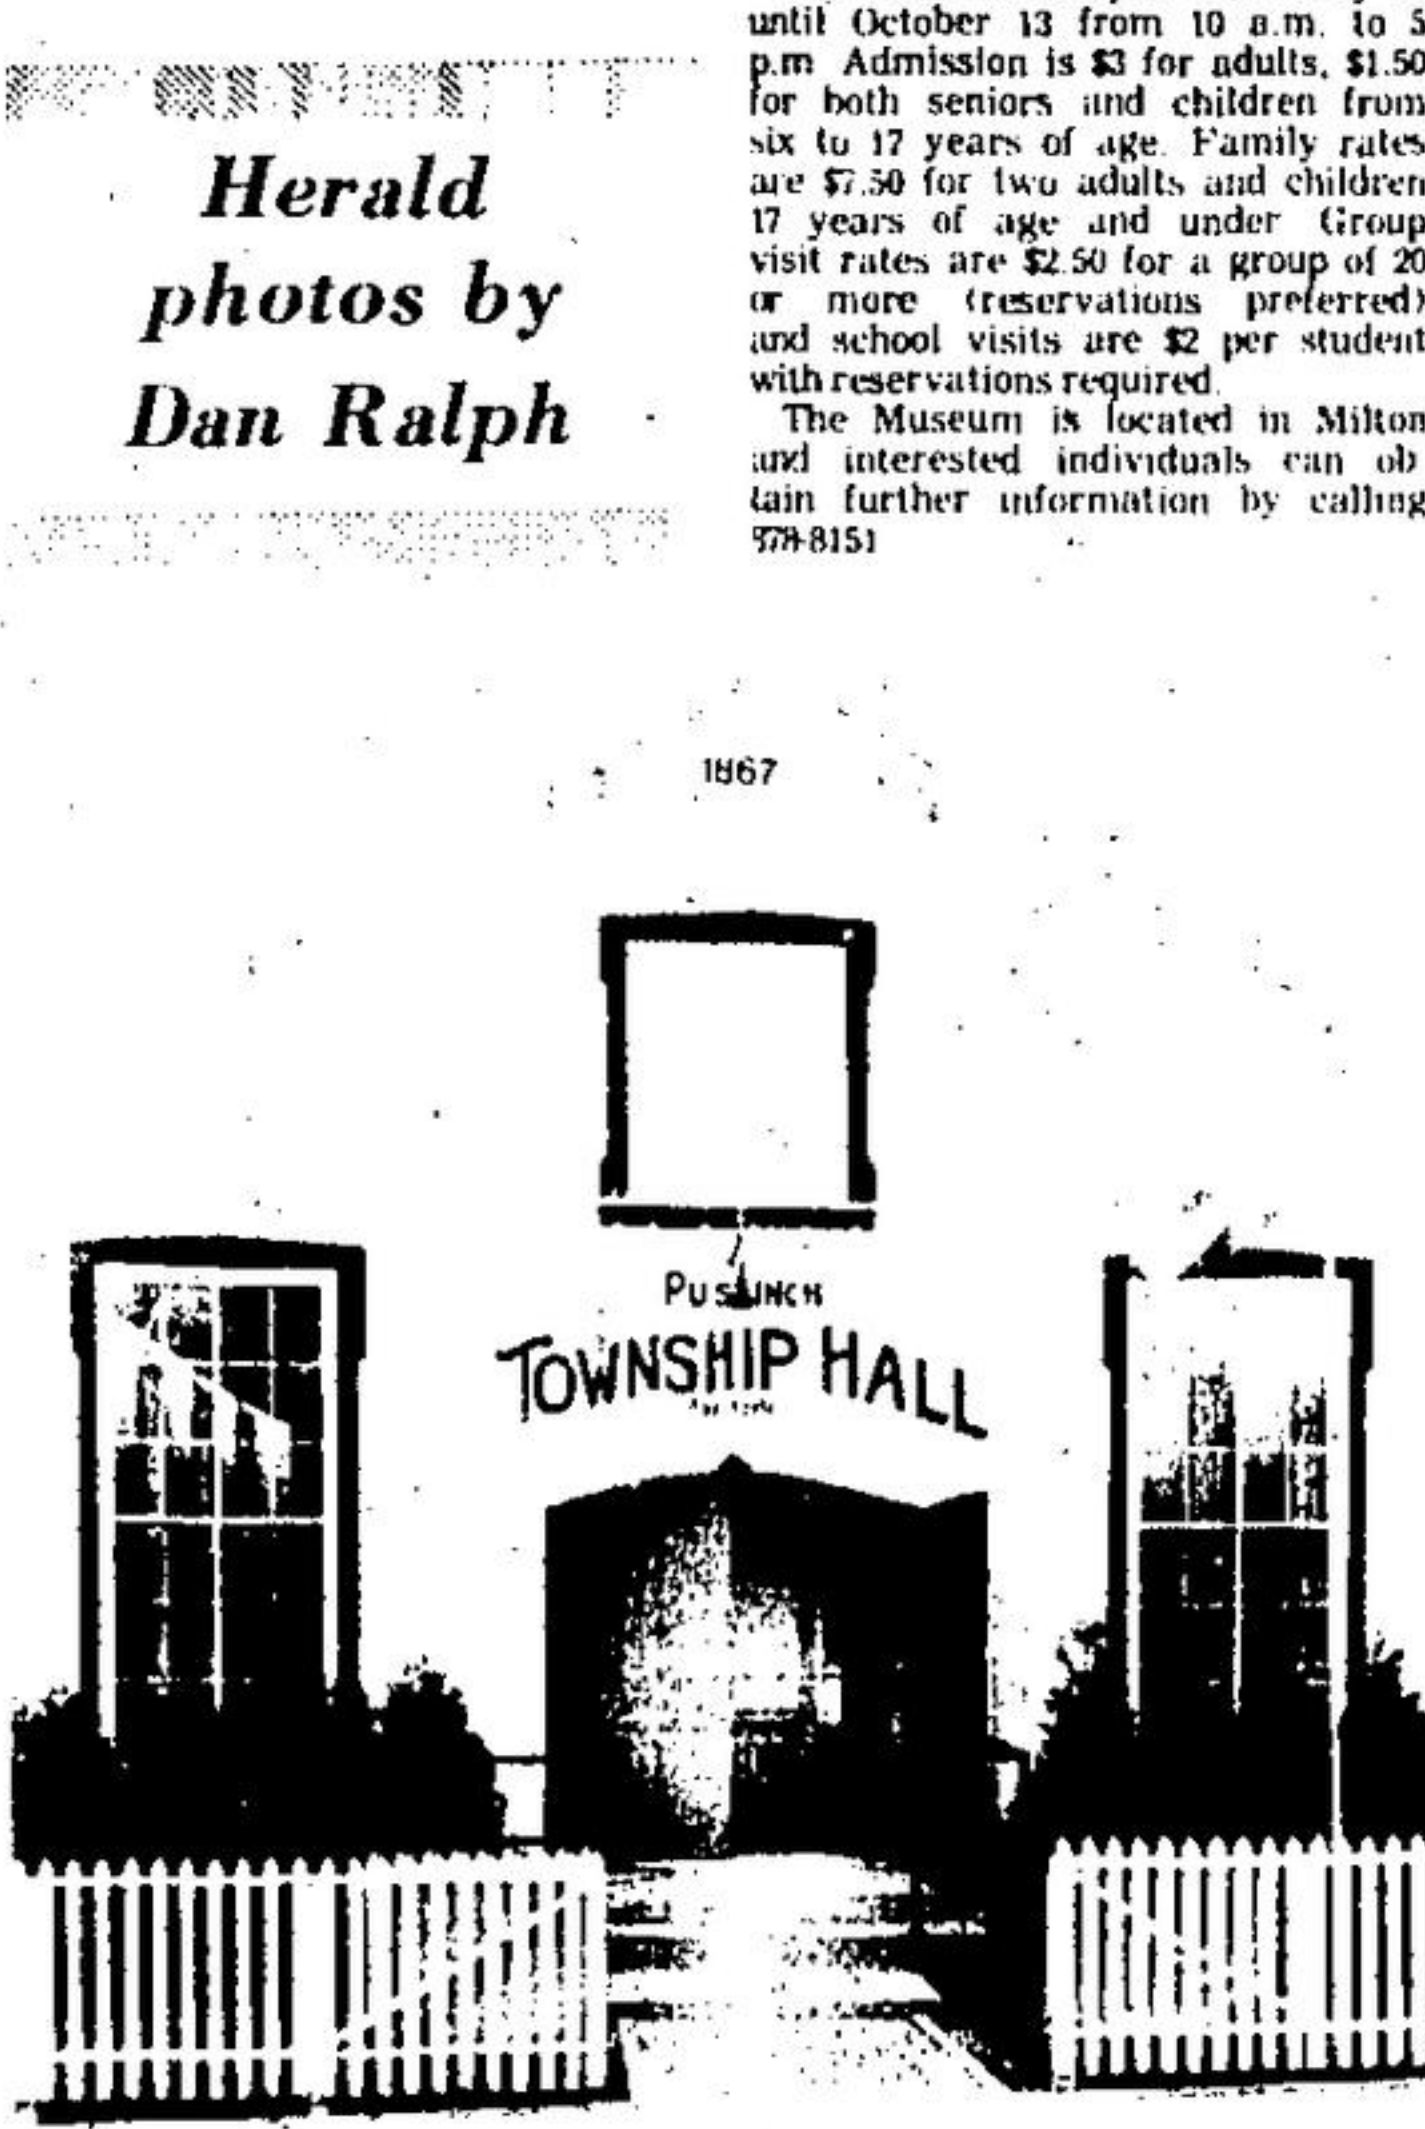 Herald
photos by
Dan Ralph
until October 13 from 10 a.m. to 5
p.m Admission is $3 for adults, $1.50
for both seniors and children from
six to 17 years of age. Family rates
are $7.50 for two adults and children
17 years of age and under Group
visit rates are $2.50 for a group of 20
or more (reservations preferred)
and school visits are $2 per student
with reservations required.
The Museum is located in Milton
and interested individuals can ob
tain further information by calling
878-8151
1867
PUSLINCH
TOWNSHIP HALL